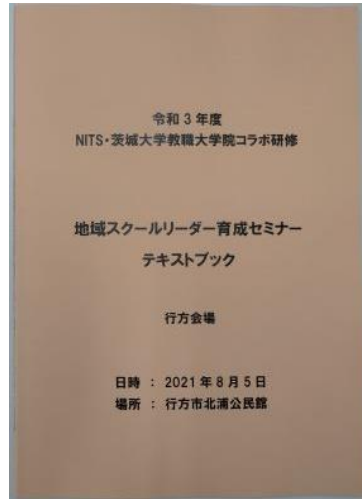 令和３年度
NITS・茨城大学教職大学院コラボ研修
地域スクールリーダー育成セミナー
テキストブック
行方会場
日時 ： 2021年８月５日
場所 ： 行方市北浦公民館